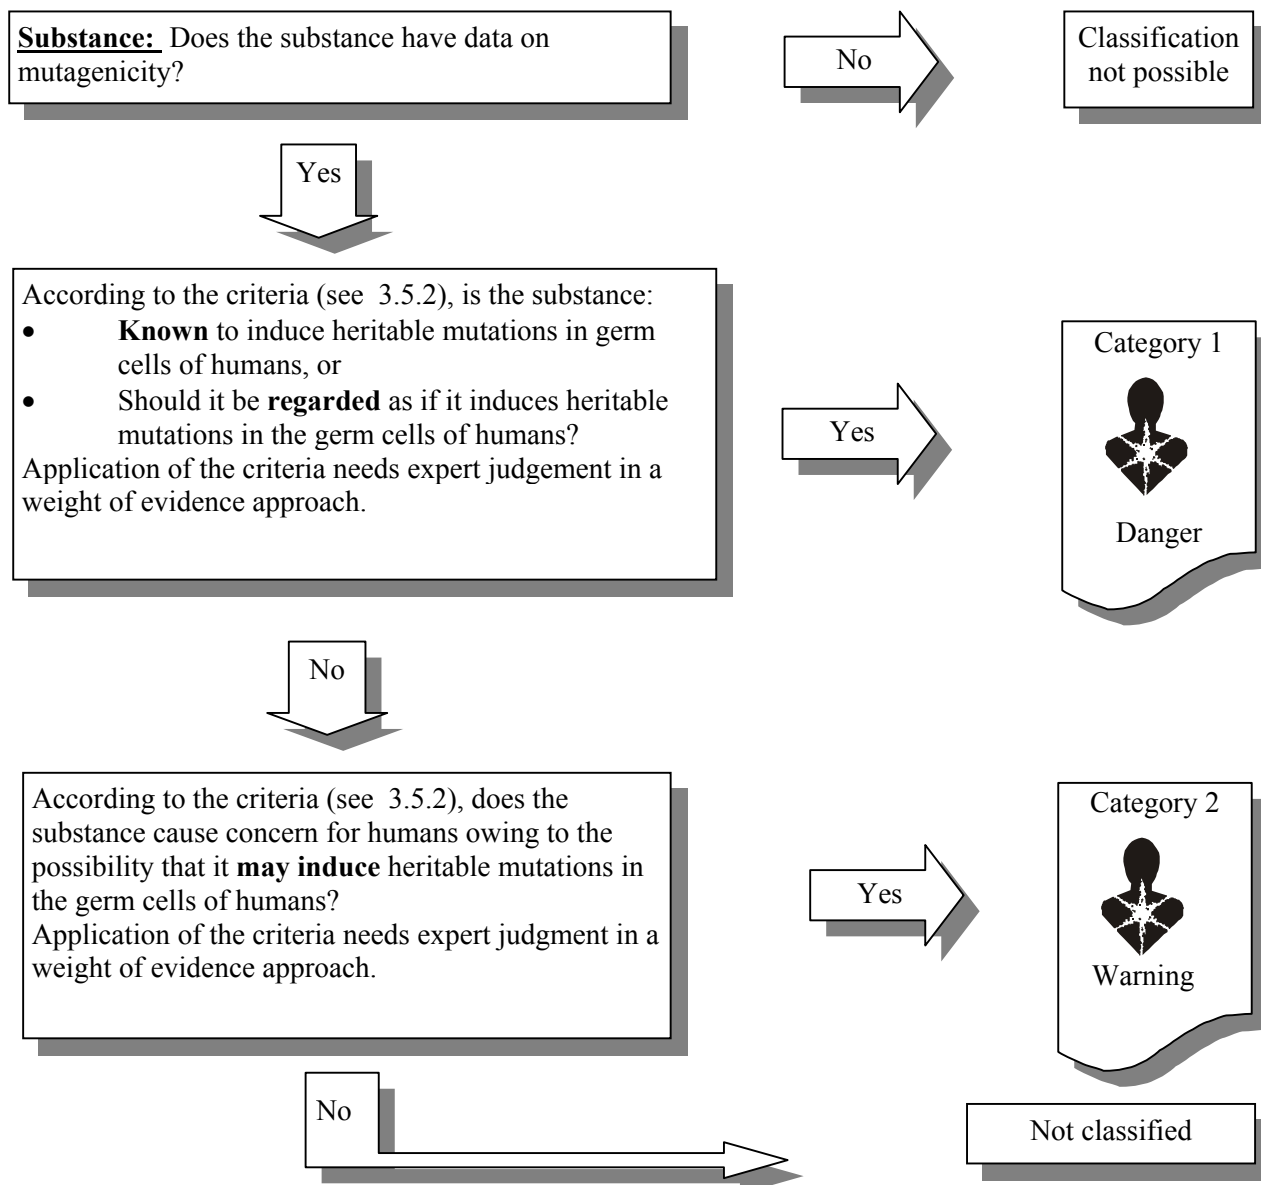 Substance: Does the substance have data on
mutagenicity?
No
Classification
not possible
Yes
According to the criteria (see 3.5.2), is the substance:
• Known to induce heritable mutations in germ
cells of humans, or
• Should it be regarded as if it induces heritable
mutations in the germ cells of humans?
Application of the criteria needs expert judgement in a
weight of evidence approach.
Yes
Category 1
Danger
No
According to the criteria (see 3.5.2), does the
substance cause concern for humans owing to the
possibility that it may induce heritable mutations in
the germ cells of humans?
Application of the criteria needs expert judgment in a
weight of evidence approach.
Yes
Category 2
Warning
No
Not classified